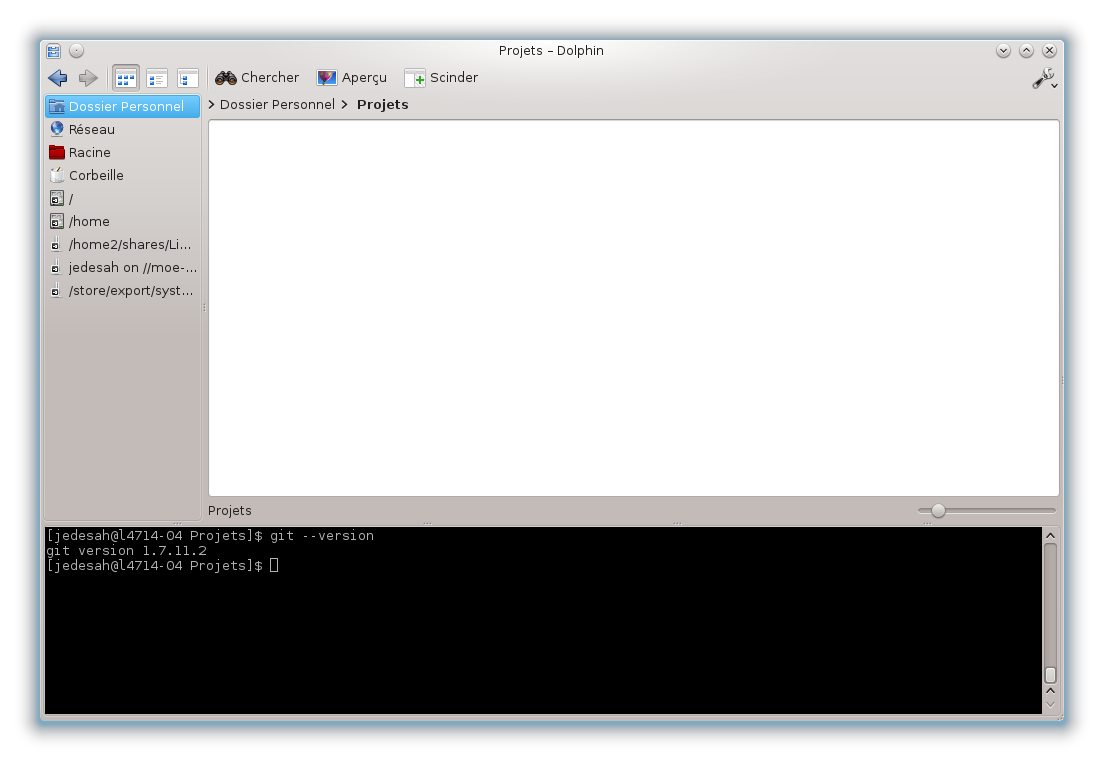 Projets – Dolphin
Chercher Aperçu Scinder
Dossier Personnel
Réseau
Racine
Corbeille
/
/home
/home2/shares/Li...
jedesah on //moe-...
/store/export/syst...
> Dossier Personnel > Projets
Projets
[jedesah@l4714-04 Projets]$ git --version
git version 1.7.11.2
[jedesah@l4714-04 Projets]$